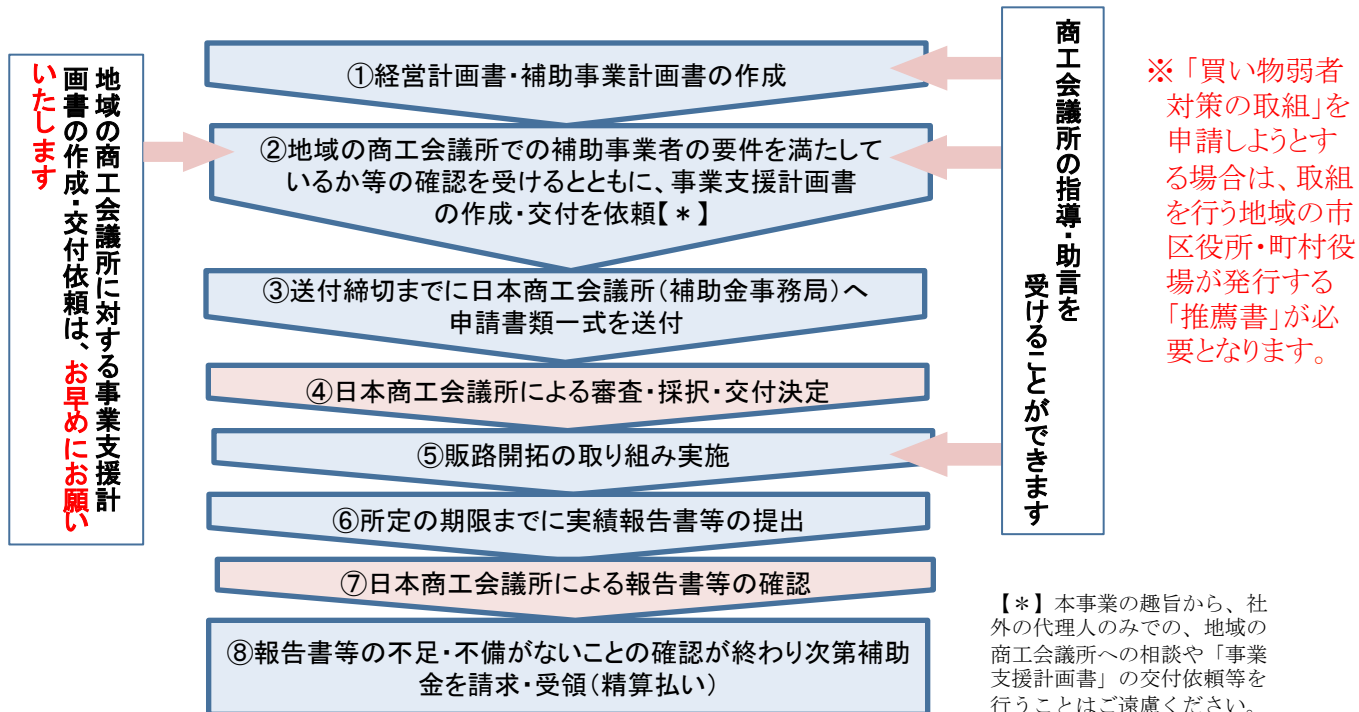 地域の商工会議所に対する事業支援計
画書の作成・交付依頼は、お早めにお願い
いたします
①経営計画書・補助事業計画書の作成
②地域の商工会議所での補助事業者の要件を満たして
いるか等の確認を受けるとともに、事業支援計画書
の作成・交付を依頼【＊】
③送付締切までに日本商工会議所（補助金事務局）へ
申請書類一式を送付
④日本商工会議所による審査・採択・交付決定
⑤販路開拓の取り組み実施
⑥所定の期限までに実績報告書等の提出
⑦日本商工会議所による報告書等の確認
⑧報告書等の不足・不備がないことの確認が終わり次第補助
金を請求・受領（精算払い）
商工会議所の指導・助言を
受けることができます
※「買い物弱者
対策の取組」を
申請しようとす
る場合は、取組
を行う地域の市
区役所・町村役
場が発行する
「推薦書」が必
要となります。
【＊】本事業の趣旨から、社
外の代理人のみでの、地域の
商工会議所への相談や「事業
支援計画書」の交付依頼等を
行うことはご遠慮ください。